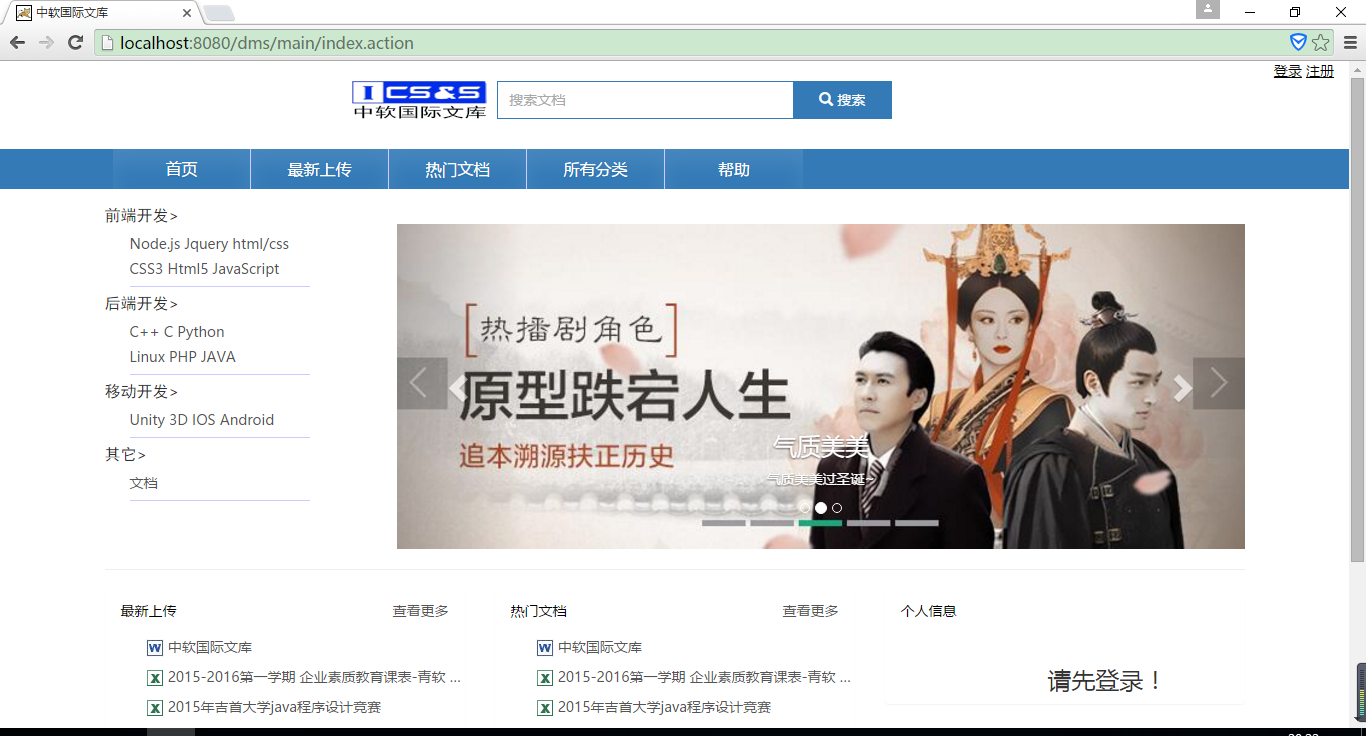 中软国际文库
localhost:8080/dms/main/index.action
登录 注册
ICS&S
中软国际文库
搜索文档
搜索
首页 最新上传 热门文档 所有分类 帮助
前端开发>
Node.js Jquery html/css
CSS3 Html5 JavaScript
后端开发>
C++ C Python
Linux PHP JAVA
移动开发>
Unity 3D IOS Android
其它>
文档
[热播剧角色]
原型跌宕人生
追本溯源扶正历史
气质美美
气质美美过圣诞~
最新上传 查看更多
中软国际文库
2015-2016第一学期 企业素质教育课表-青软 ...
2015年吉首大学java程序设计竞赛
热门文档 查看更多
中软国际文库
2015-2016第一学期 企业素质教育课表-青软 ...
2015年吉首大学java程序设计竞赛
个人信息
请先登录！